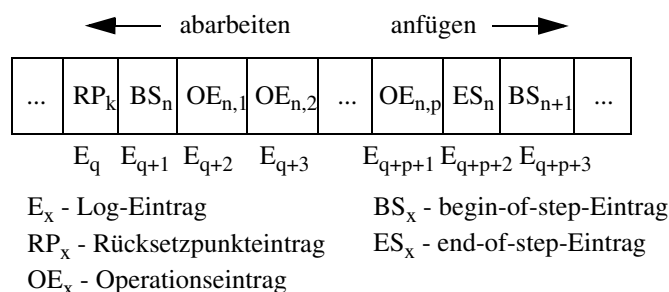 abarbeiten anfügen
... RPk BSn OEn,1 OEn,2 ... OEn,p ESn BSn+1 ...
Eq Eq+1 Eq+2 Eq+3 Eq+p+1 Eq+p+2 Eq+p+3
Ex - Log-Eintrag BSx - begin-of-step-Eintrag
RPx - Rücksetzpunkteintrag ESx - end-of-step-Eintrag
OEx - Operationseintrag